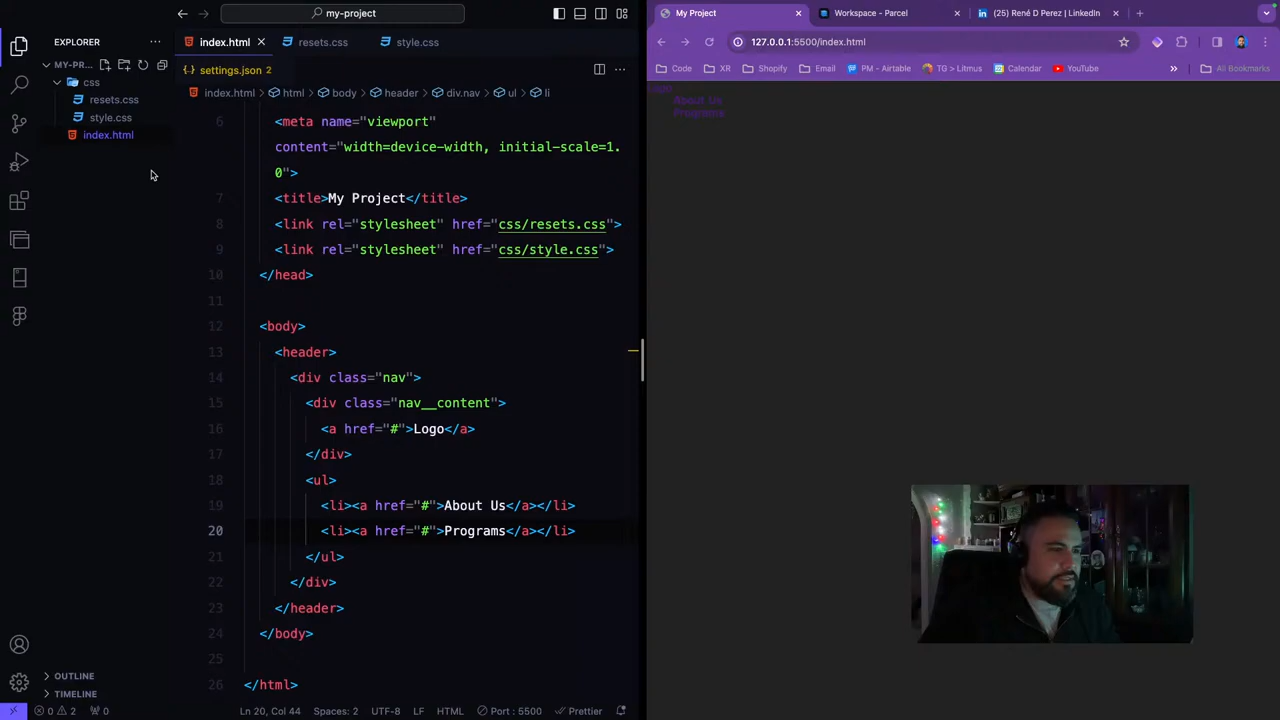 my-project
EXPLORER
MY-PR...
css
resets.css
style.css
index.html
OUTLINE
TIMELINE
index.html
resets.css
style.css
settings.json 2
index.html > html > body > header > div.nav > ul > li
6 <meta name="viewport"
content="width=device-width, initial-scale=1.
0">
7 <title>My Project</title>
8 <link rel="stylesheet" href="css/resets.css">
9 <link rel="stylesheet" href="css/style.css">
10 </head>
11
12 <body>
13 <header>
14 <div class="nav">
15 <div class="nav__content">
16 <a href="#">Logo</a>
17 </div>
18 <ul>
19 <li><a href="#">About Us</a></li>
20 <li><a href="#">Programs</a></li>
21 </ul>
22 </div>
23 </header>
24 </body>
25
26 </html>
0 2 0 Ln 20, Col 44 Spaces: 2 UTF-8 LF HTML Port : 5500 Prettier
My Project
Workspace - Parcel
(25) René D Perez | LinkedIn
127.0.0.1:5500/index.html
Code XR Shopify Email PM - Airtable TG > Litmus Calendar YouTube » All Bookmarks
Logo
About Us
Programs